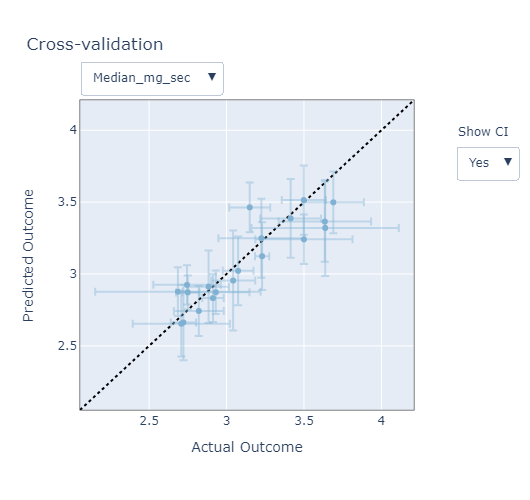 Cross-validation
Median_mg_sec ▼
Show CI
Yes ▼
Predicted Outcome
4
3.5
3
2.5
2.5 3 3.5 4
Actual Outcome